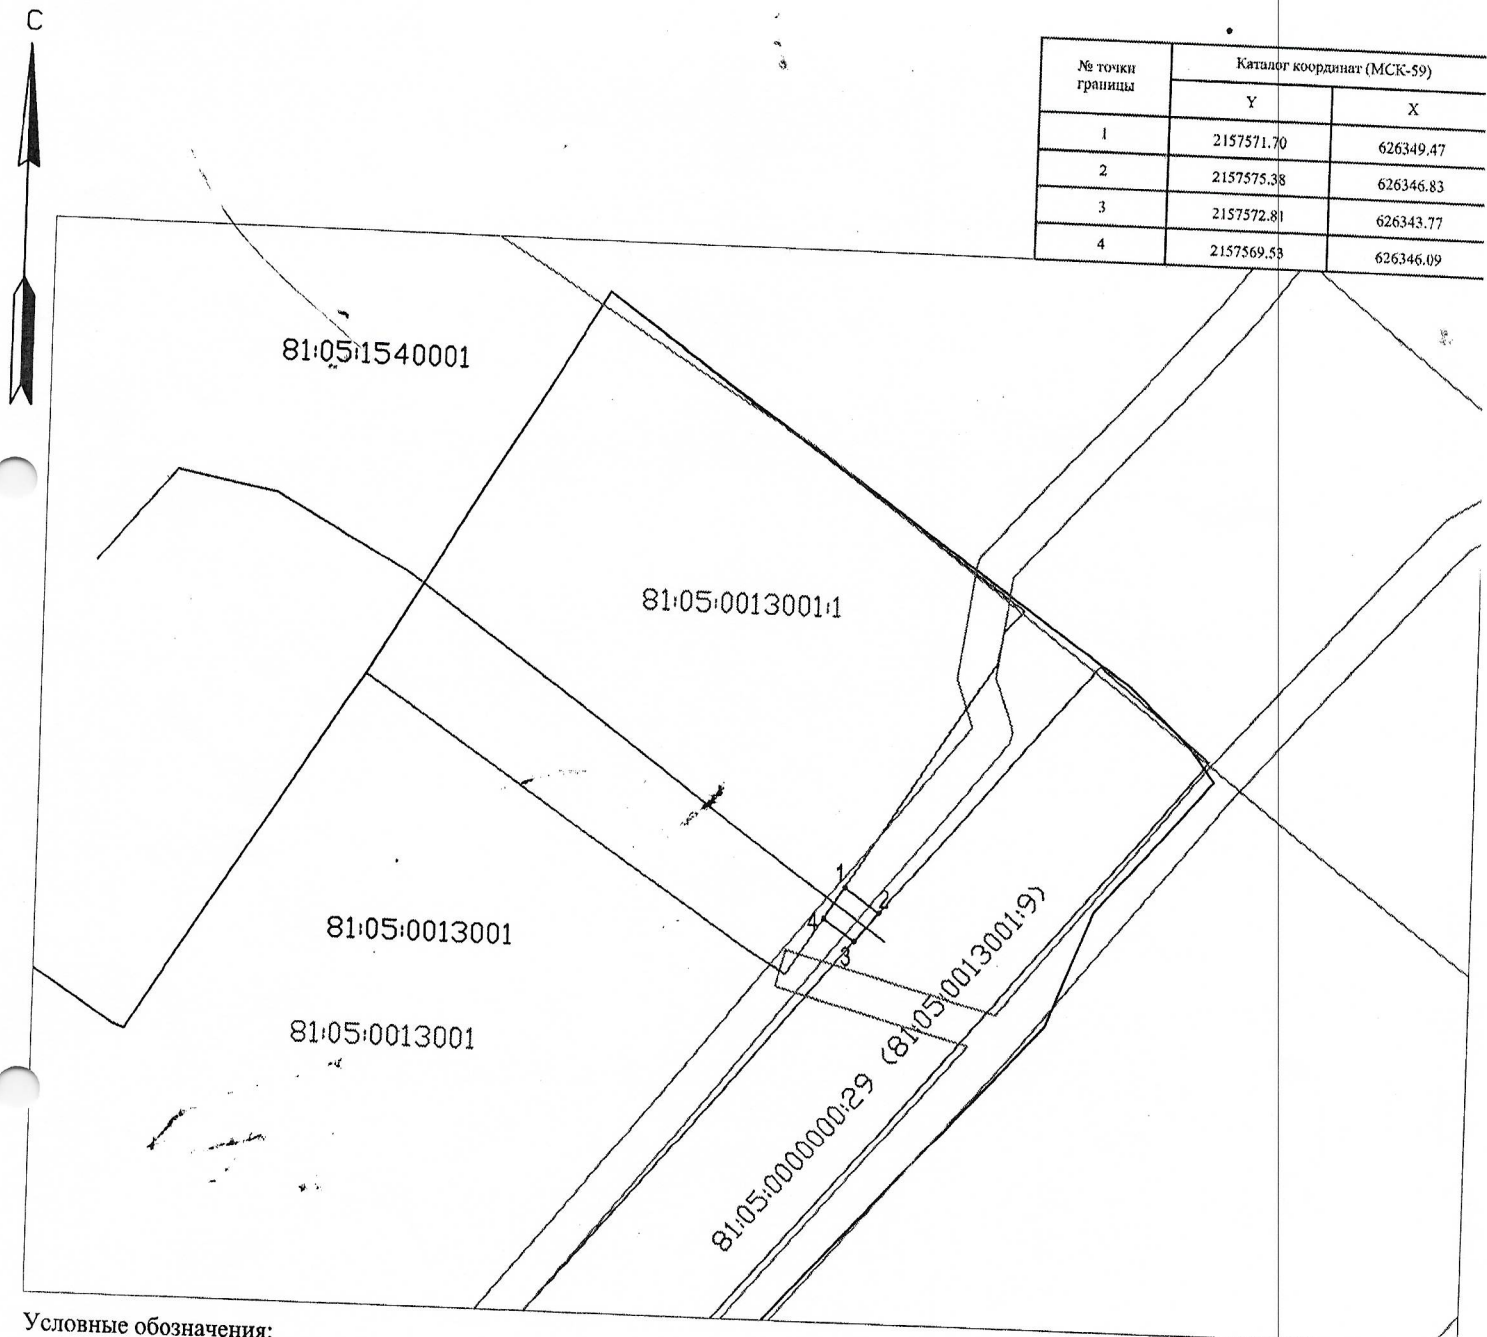 С
№ точки границы | Каталог координат (МСК-59)
Y | X
1 | 2157571.70 | 626349.47
2 | 2157575.38 | 626346.83
3 | 2157572.81 | 626343.77
4 | 2157569.53 | 626346.09
81:05:1540001
81:05:0013001:1
1
2
4
3
81:05:0013001
81:05:0013001
81:05:0000000:29 (81:05:0013001:9)
Условные обозначения: